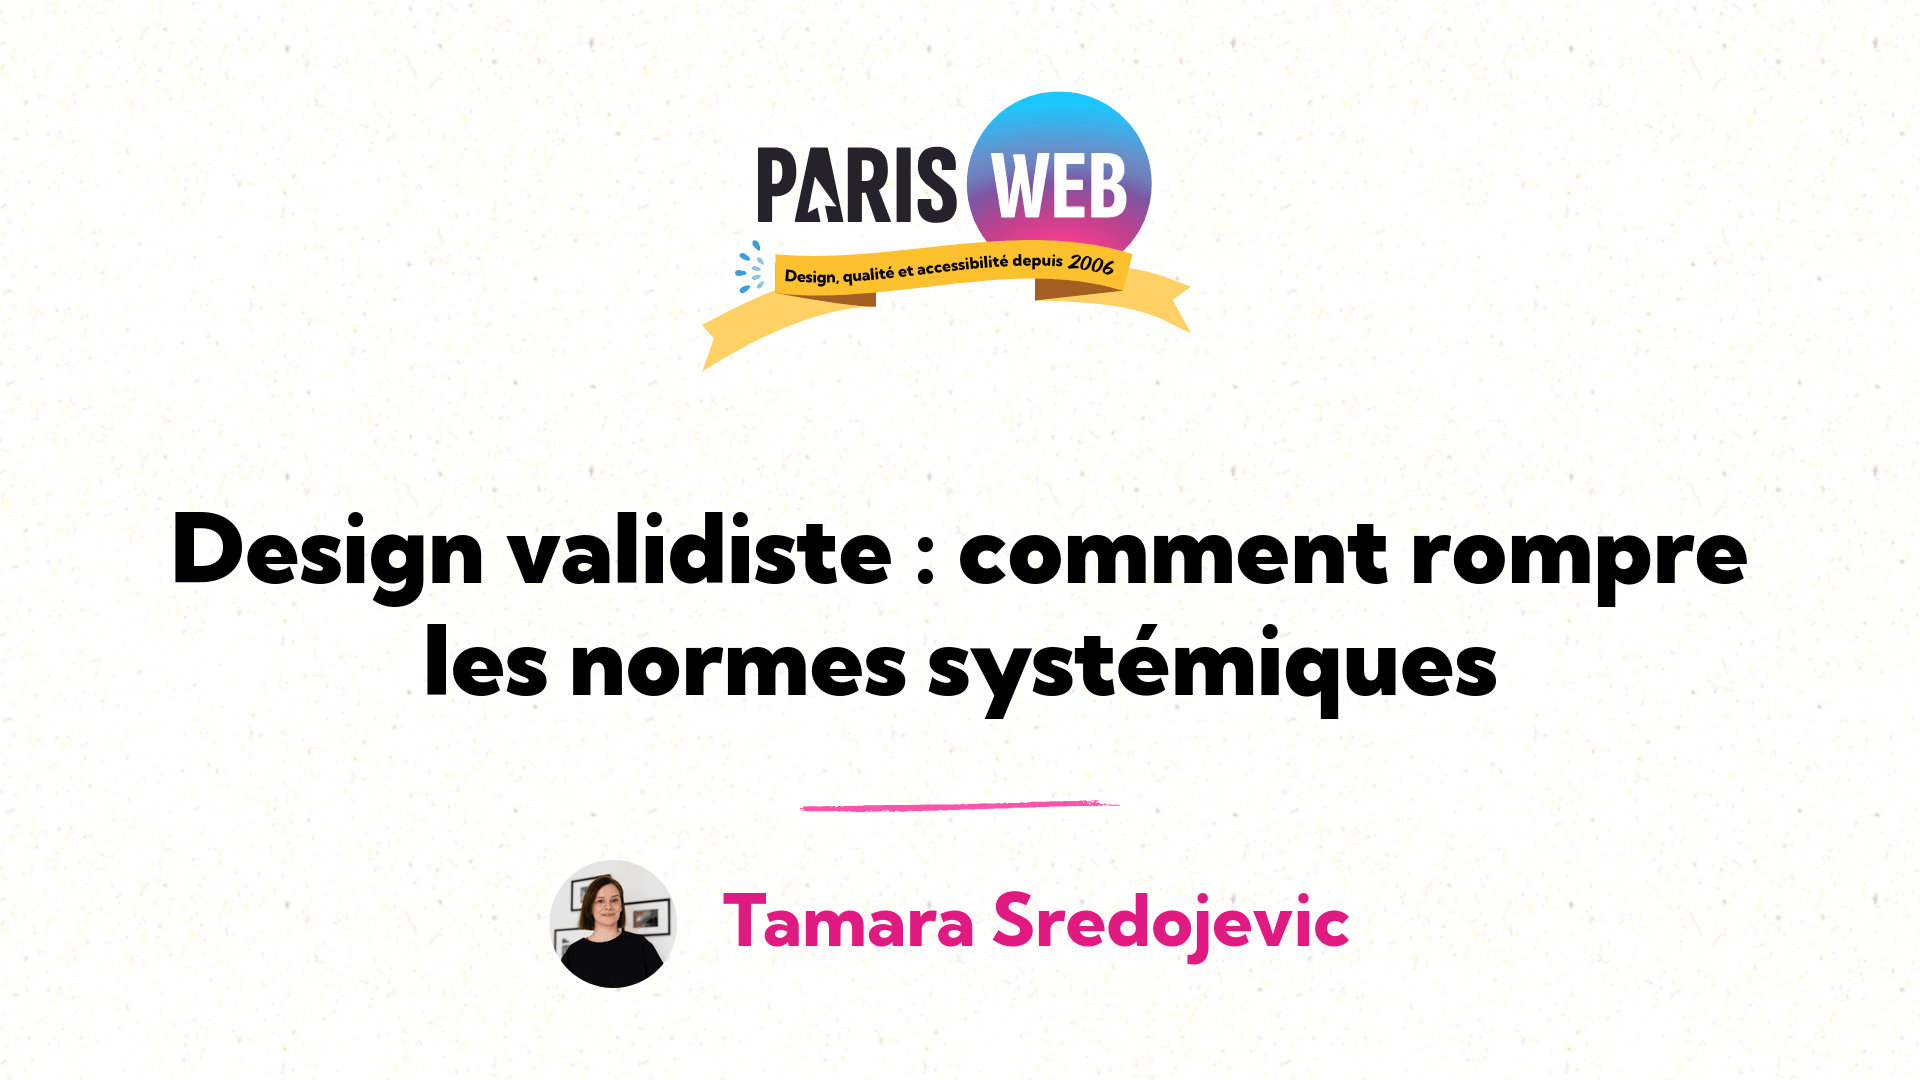 PARIS WEB
Design, qualité et accessibilité depuis 2006
Design validiste : comment rompre
les normes systémiques
Tamara Sredojevic